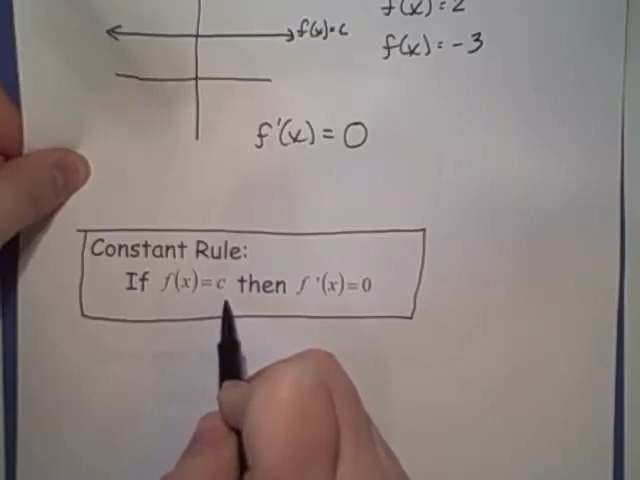 f(x) = 2
f(x) = c
f(x) = -3
f'(x) = 0
Constant Rule:
If f(x)=c then f '(x)=0